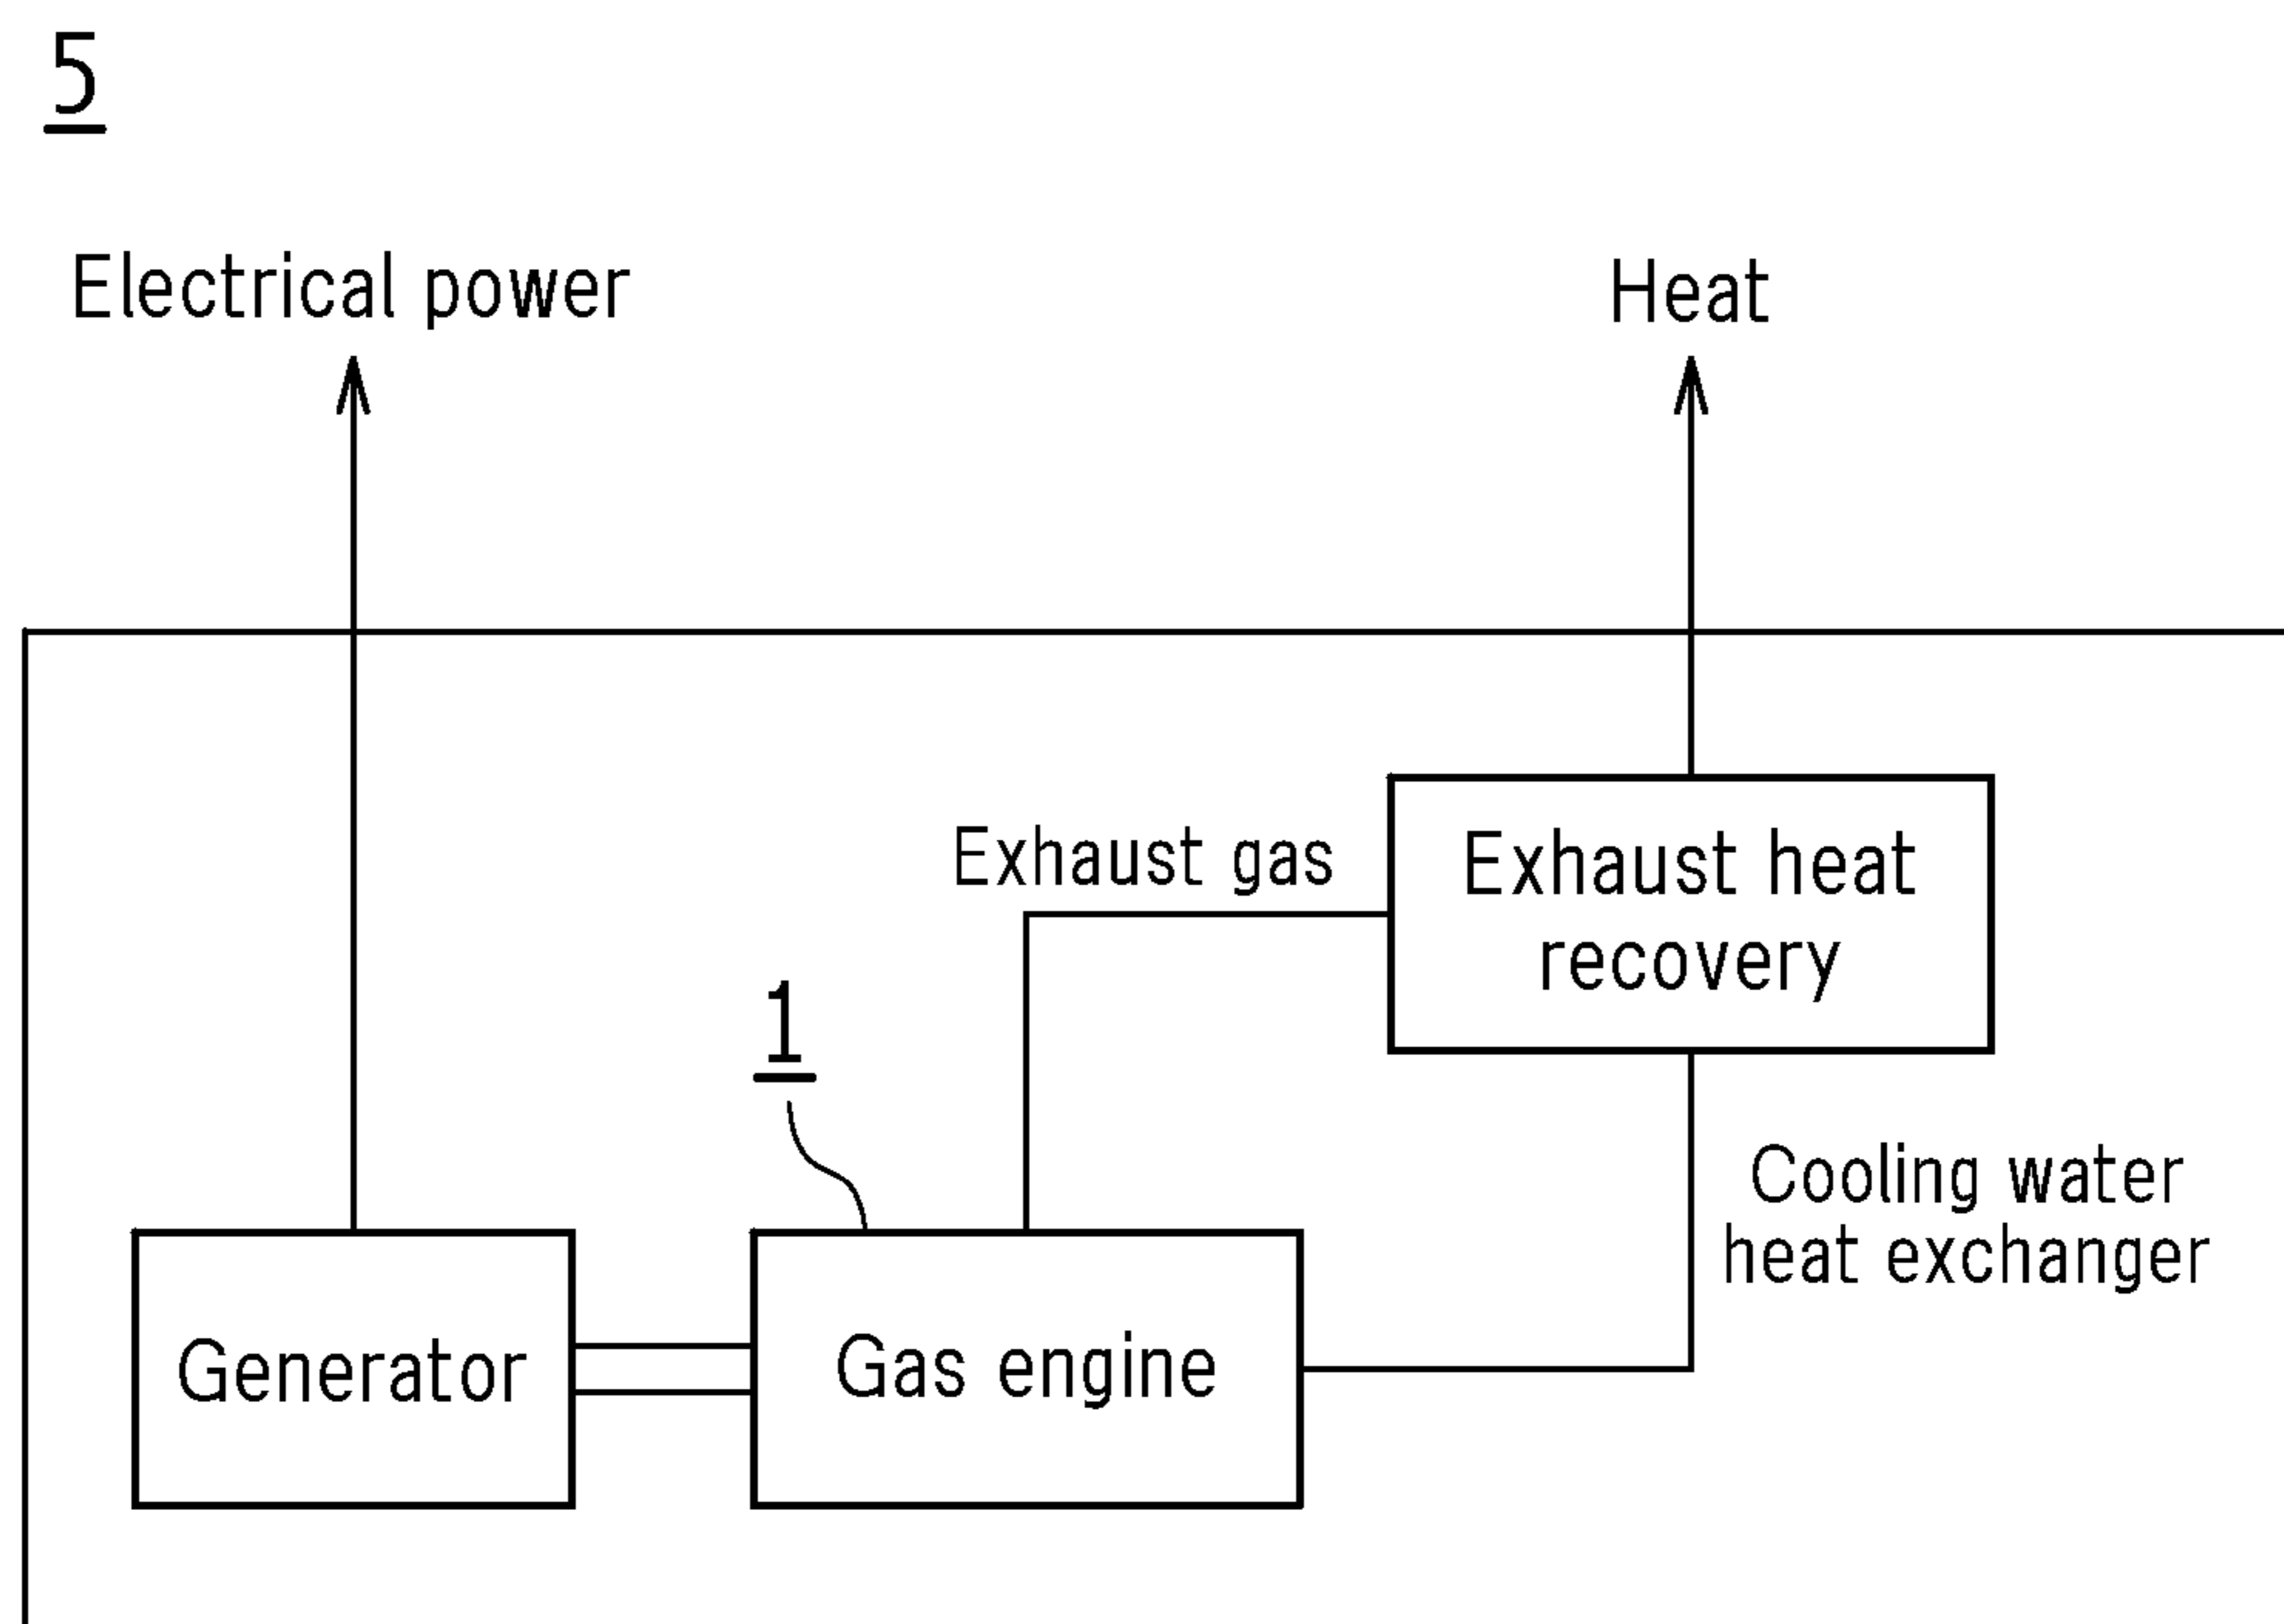 5
Electrical power
Heat
Exhaust gas
Exhaust heat
recovery
1
Cooling water
heat exchanger
Generator
Gas engine